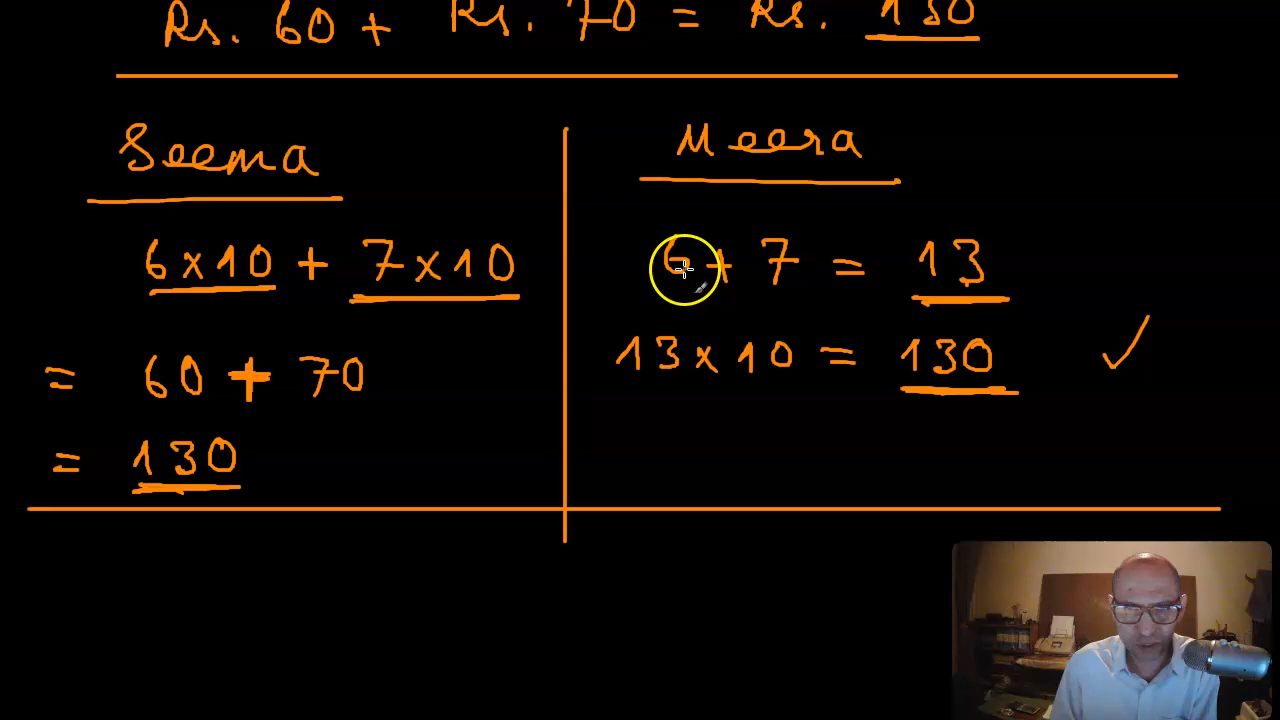 Rs. 60 + Rs. 70 = Rs. 130
Seema
6 x 10 + 7 x 10
= 60 + 70
= 130
Meera
6 + 7 = 13
13 x 10 = 130 ✓